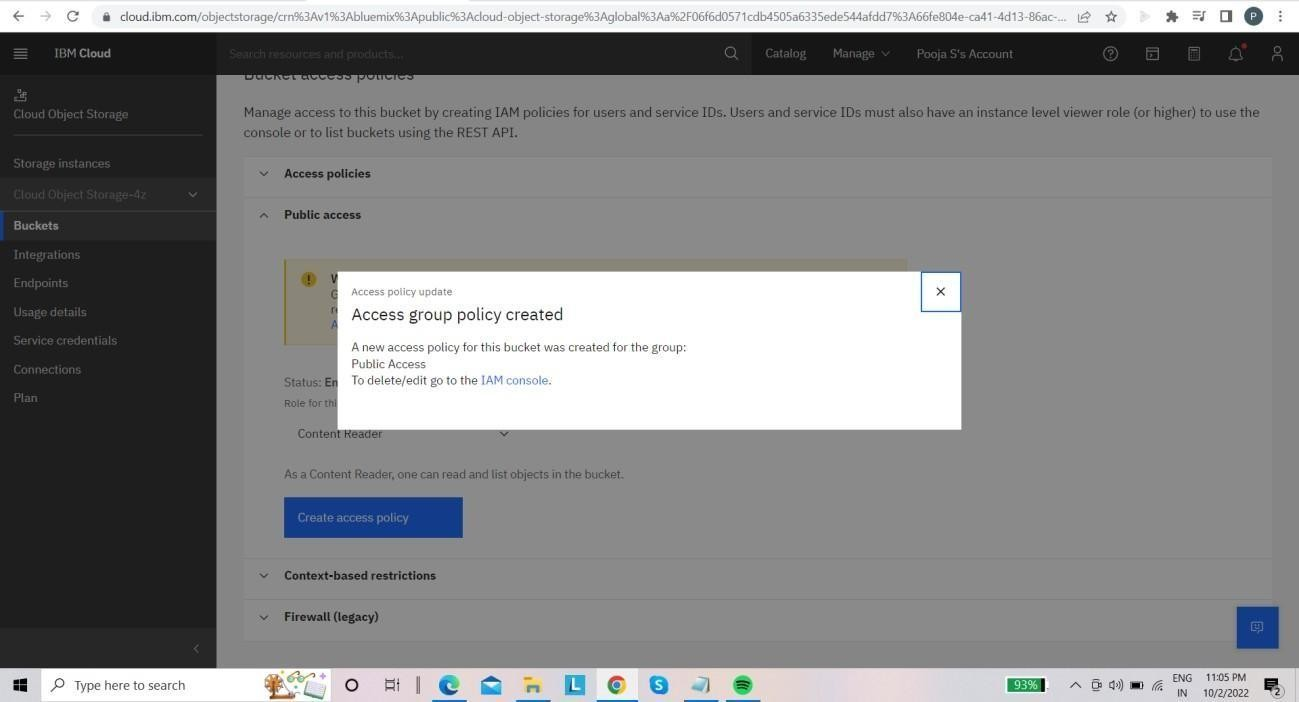 cloud.ibm.com/objectstorage/crn%3Av1%3Abluemix%3Apublic%3Acloud-object-storage%3Aglobal%3Aa%2F06f6d0571cdb4505a6335ede544afdd7%3A66fe804e-ca41-4d13-86ac-...
P
IBM Cloud
Search resources and products...
Catalog
Manage
Pooja S's Account
Bucket access policies
Cloud Object Storage
Manage access to this bucket by creating IAM policies for users and service IDs. Users and service IDs must also have an instance level viewer role (or higher) to use the
console or to list buckets using the REST API.
Storage instances
Cloud Object Storage-4z
Buckets
Integrations
Endpoints
Usage details
Service credentials
Connections
Plan
Access policies
Public access
Access policy update
Access group policy created
A new access policy for this bucket was created for the group:
Public Access
To delete/edit go to the IAM console.
Status:
Role for
Content Reader
As a Content Reader, one can read and list objects in the bucket.
Create access policy
Context-based restrictions
Firewall (legacy)
Type here to search
93%
ENG
IN
11:05 PM
10/2/2022
2